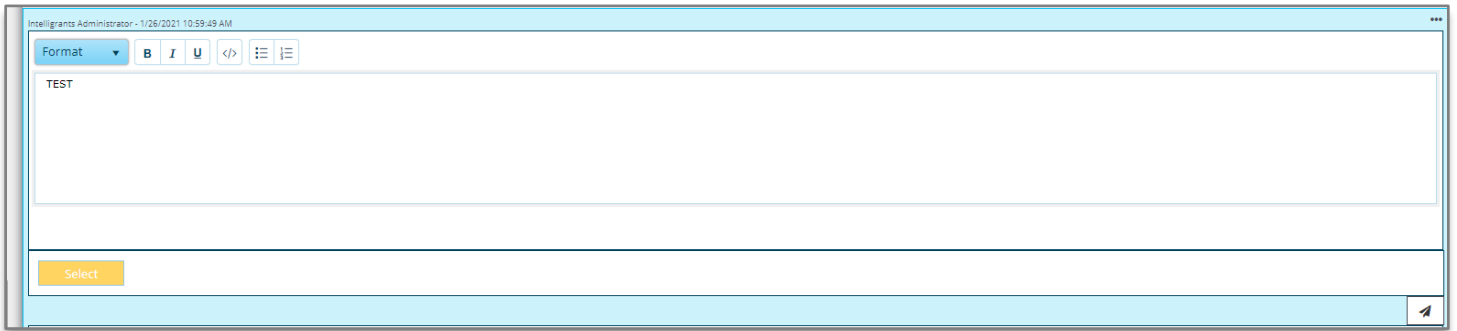 Intelligrants Administrator - 1/26/2021 10:59:49 AM
Format B I U </>
TEST
Select